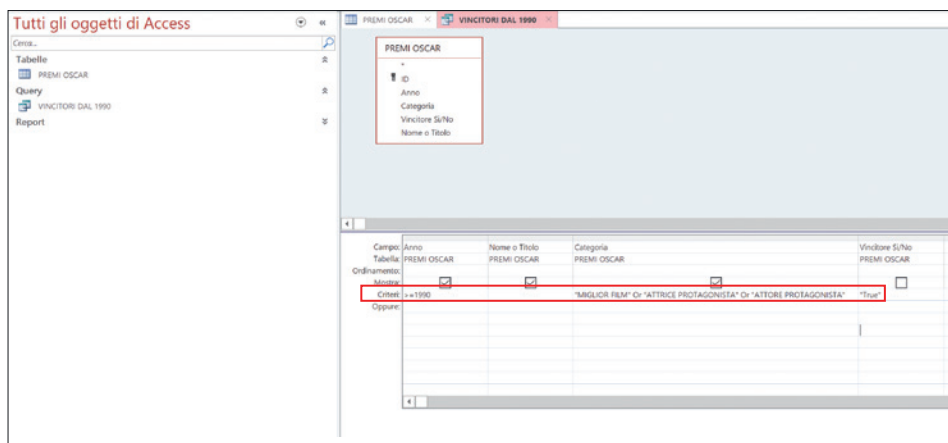 Tutti gli oggetti di Access
Cerca...
Tabelle
PREMI OSCAR
Query
VINCITORI DAL 1990
Report
PREMI OSCAR VINCITORI DAL 1990
PREMI OSCAR
*
ID
Anno
Categoria
Vincitore Si/No
Nome o Titolo
Campo: Anno Nome o Titolo Categoria Vincitore Si/No
Tabella: PREMI OSCAR PREMI OSCAR PREMI OSCAR PREMI OSCAR
Ordinamento:
Mostra:
Criteri: >=1990 "MIGLIOR FILM" Or "ATTRICE PROTAGONISTA" Or "ATTORE PROTAGONISTA" "True"
Oppure: